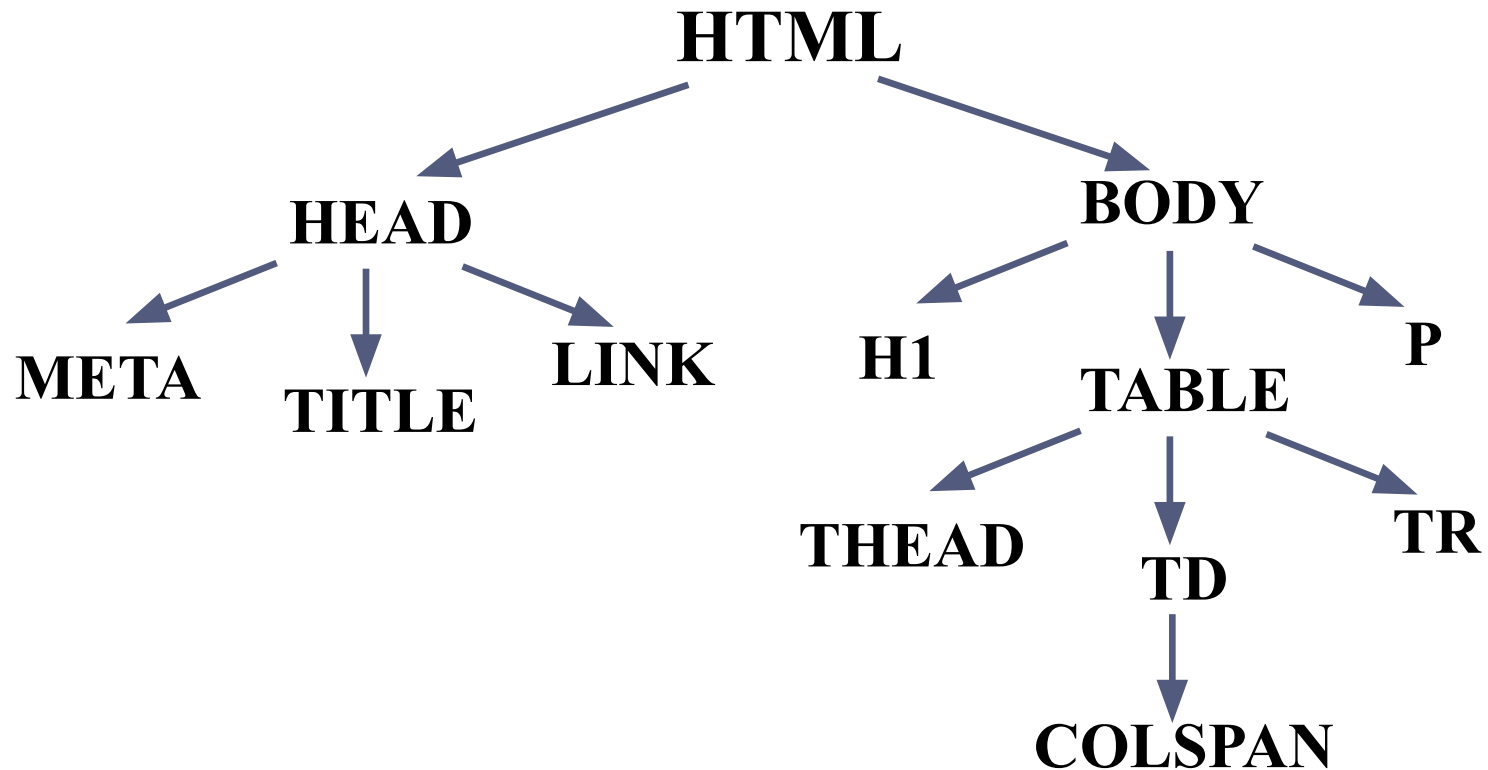 HTML
HEAD
BODY
META
TITLE
LINK
H1
TABLE
P
THEAD
TD
TR
COLSPAN